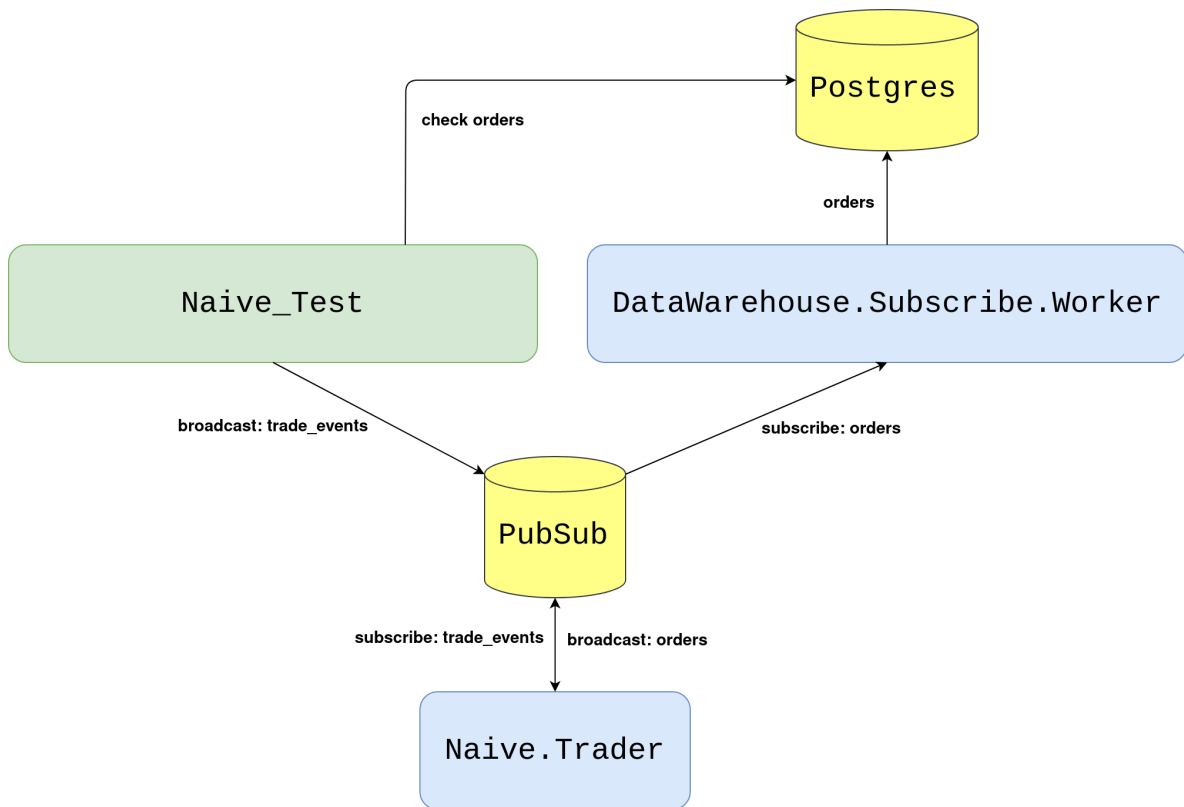 Postgres
check orders
orders
Naive_Test
DataWarehouse.Subscribe.Worker
broadcast: trade_events
subscribe: orders
PubSub
subscribe: trade_events
broadcast: orders
Naive.Trader